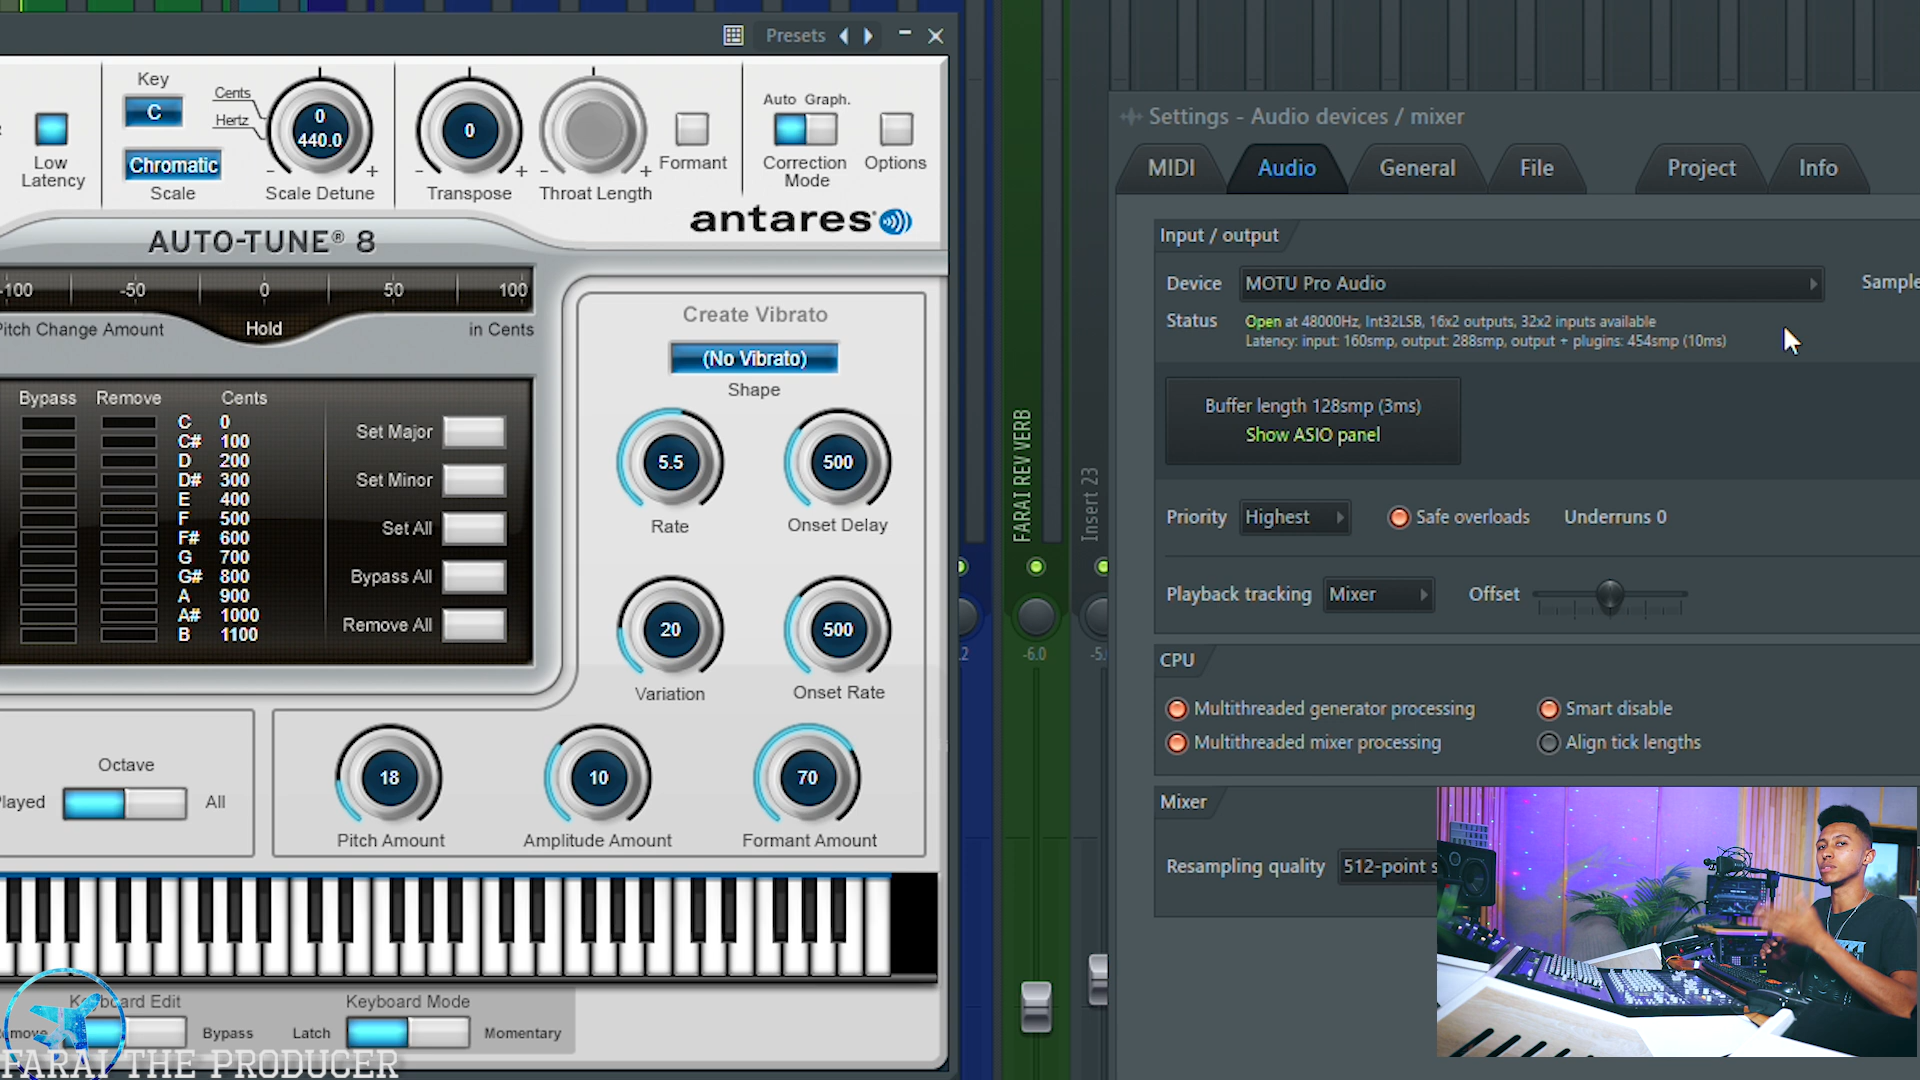 Presets
Key
C
Cents
Hertz
0
440.0
0
Low
Latency
Chromatic
Scale
Scale Detune
Transpose
Throat Length
Formant
Auto Graph.
Correction
Mode
Options
antares
AUTO-TUNE® 8
-100 -50 0 50 100
Pitch Change Amount
Hold
in Cents
Bypass Remove Cents
C 0
C# 100
D 200
D# 300
E 400
F 500
F# 600
G 700
G# 800
A 900
A# 1000
B 1100
Set Major
Set Minor
Set All
Bypass All
Remove All
Create Vibrato
(No Vibrato)
Shape
5.5
Rate
500
Onset Delay
20
Variation
500
Onset Rate
Octave
All
18
Pitch Amount
10
Amplitude Amount
70
Formant Amount
Keyboard Edit
Bypass
Keyboard Mode
Latch
Momentary
FARAI THE PRODUCER
FARAI REV VERB
-6.0
Insert 23
Settings - Audio devices / mixer
MIDI
Audio
General
File
Project
Info
Input / output
Device
MOTU Pro Audio
Sample
Status
Open at 48000Hz, Int32LSB, 16x2 outputs, 32x2 inputs available
Latency: input: 160smp, output: 288smp, output + plugins: 454smp (10ms)
Buffer length 128smp (3ms)
Show ASIO panel
Priority
Highest
Safe overloads
Underruns 0
Playback tracking
Mixer
Offset
CPU
Multithreaded generator processing
Smart disable
Multithreaded mixer processing
Align tick lengths
Mixer
Resampling quality
512-point s